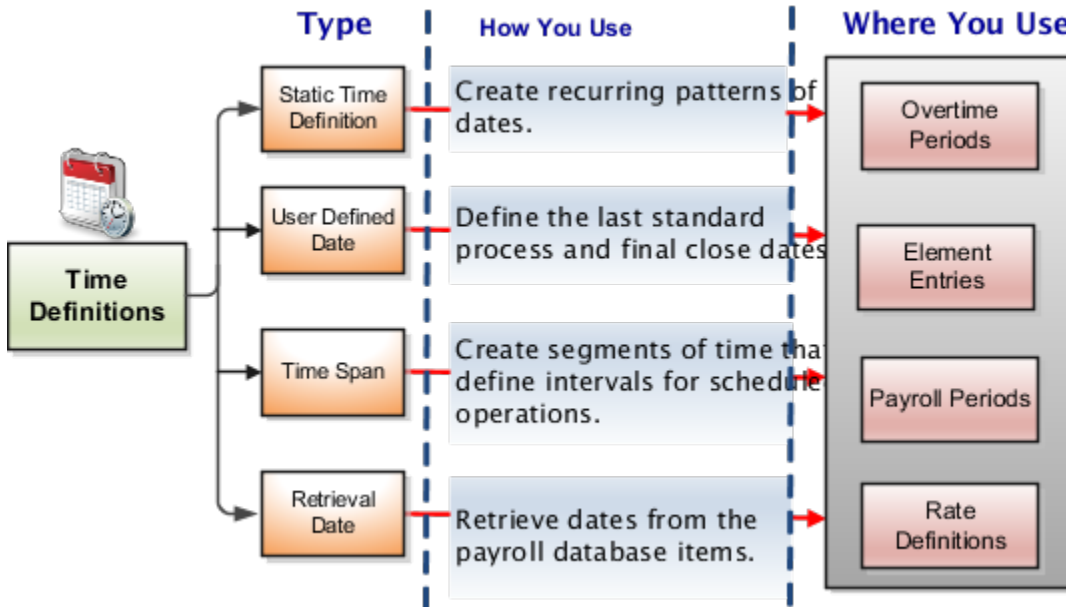 Type
How You Use
Where You Use
Static Time
Definition
Create recurring patterns of
dates.
Overtime
Periods
User Defined
Date
Define the last standard
process and final close dates
Element
Entries
Time
Definitions
Time Span
Create segments of time that
define intervals for schedule
operations.
Payroll Periods
Retrieval
Date
Retrieve dates from the
payroll database items.
Rate
Definitions